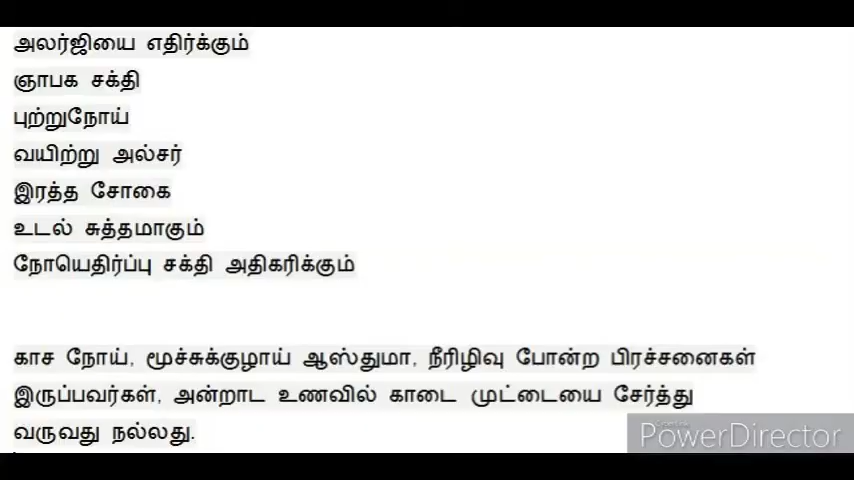 அலர்ஜியை எதிர்க்கும்
ஞாபக சக்தி
புற்றுநோய்
வயிற்று அல்சர்
இரத்த சோகை
உடல் சுத்தமாகும்
நோயெதிர்ப்பு சக்தி அதிகரிக்கும்
காச நோய், மூச்சுக்குழாய் ஆஸ்துமா, நீரிழிவு போன்ற பிரச்சனைகள்
இருப்பவர்கள், அன்றாட உணவில் காடை முட்டையை சேர்த்து
வருவது நல்லது.
CyberLink
PowerDirector